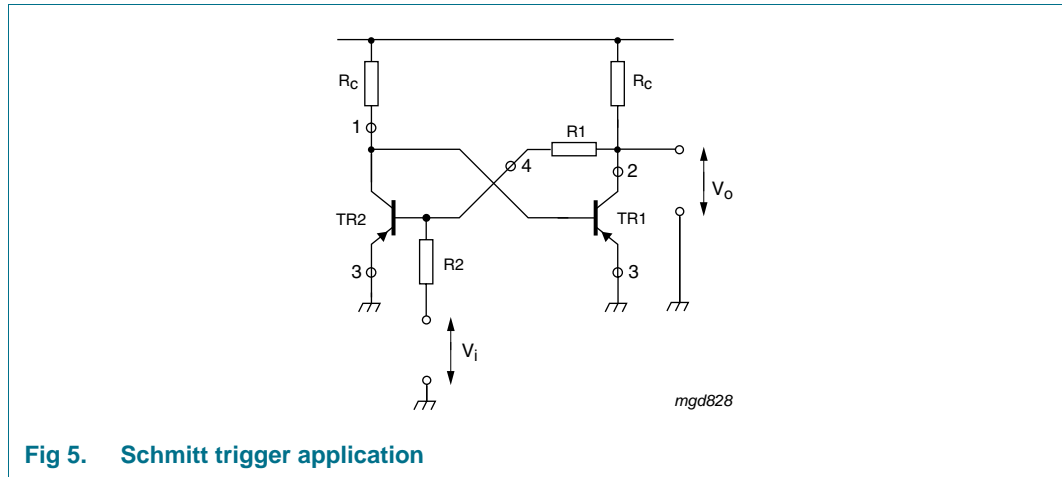 Rc Rc
1
R1
4
2
Vo
TR2 TR1
3 R2 3
Vi
mgd828
Fig 5. Schmitt trigger application